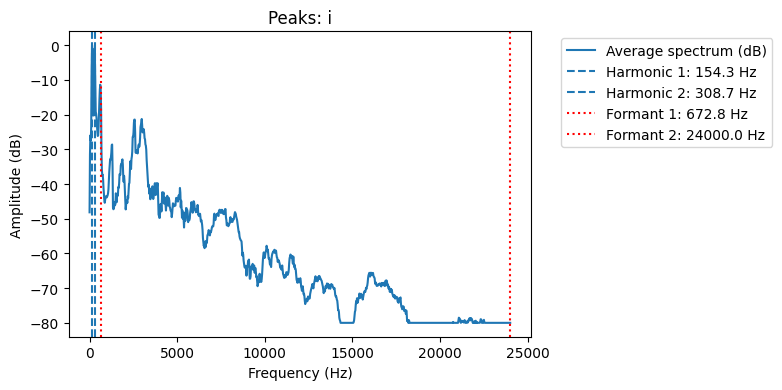 Peaks: i
Average spectrum (dB)
Harmonic 1: 154.3 Hz
Harmonic 2: 308.7 Hz
Formant 1: 672.8 Hz
Formant 2: 24000.0 Hz
Amplitude (dB)
0
−10
−20
−30
−40
−50
−60
−70
−80
0
5000
10000
15000
20000
25000
Frequency (Hz)